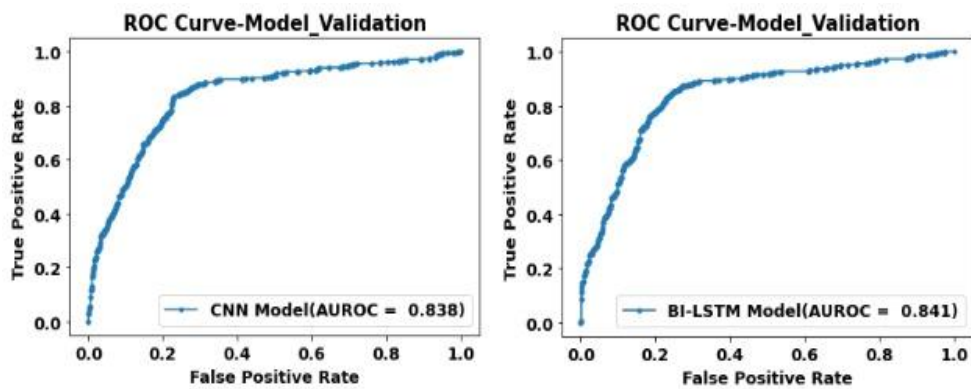 ROC Curve-Model_Validation
True Positive Rate
1.0
0.8
0.6
0.4
0.2
0.0
CNN Model(AUROC = 0.838)
0.0 0.2 0.4 0.6 0.8 1.0
False Positive Rate
ROC Curve-Model_Validation
True Positive Rate
1.0
0.8
0.6
0.4
0.2
0.0
BI-LSTM Model(AUROC = 0.841)
0.0 0.2 0.4 0.6 0.8 1.0
False Positive Rate